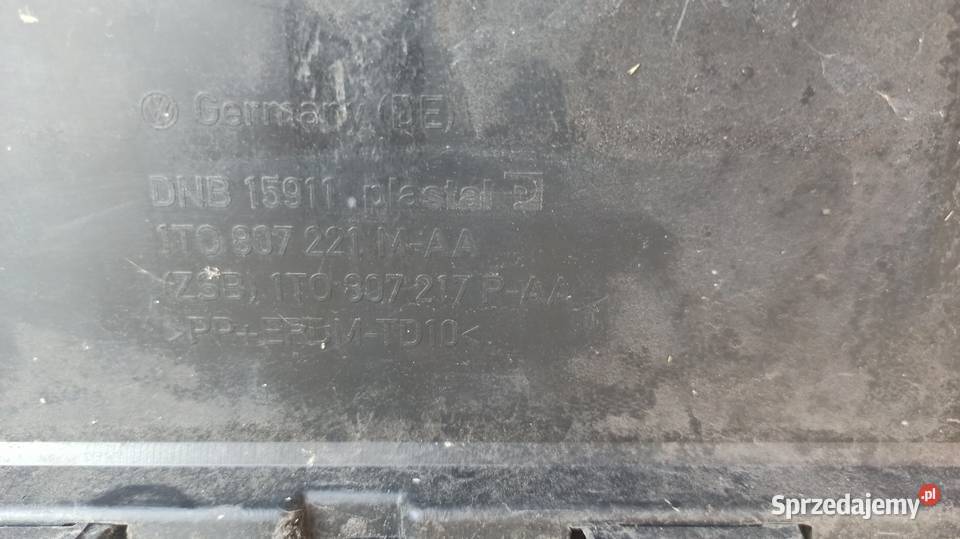 Germany (DE)
DNB 15911 plastal
1T0 807 221 M-AA
(ZSB) 1T0 807 217 P-AA
>PP+EPDM-TD10<
Sprzedajemy.pl